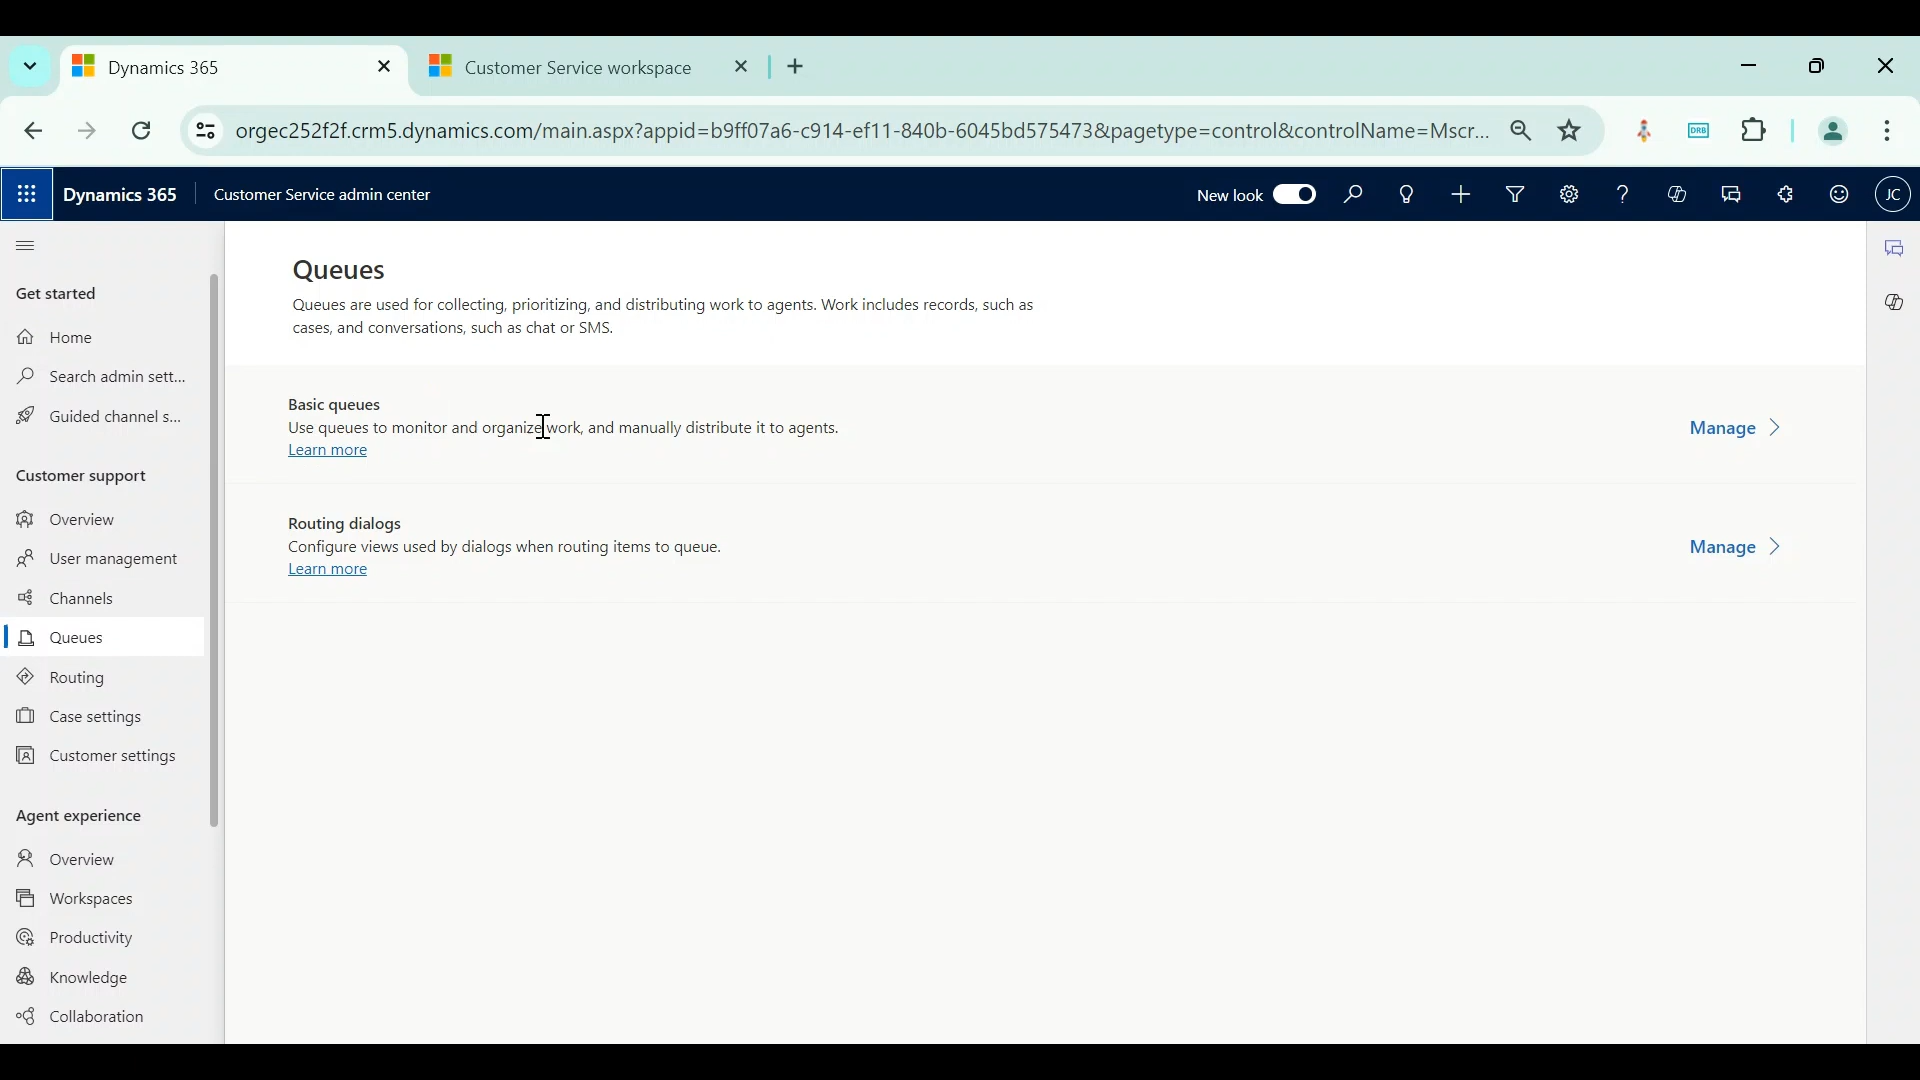 Dynamics 365
Customer Service workspace
orgec252f2f.crm5.dynamics.com/main.aspx?appid=b9ff07a6-c914-ef11-840b-6045bd575473&pagetype=control&controlName=Mscr...
DRB
Dynamics 365
Customer Service admin center
New look
JC
Get started
Home
Search admin sett...
Guided channel s...
Customer support
Overview
User management
Channels
Queues
Routing
Case settings
Customer settings
Agent experience
Overview
Workspaces
Productivity
Knowledge
Collaboration
Queues
Queues are used for collecting, prioritizing, and distributing work to agents. Work includes records, such as
cases, and conversations, such as chat or SMS.
Basic queues
Use queues to monitor and organize work, and manually distribute it to agents.
Learn more
Manage
Routing dialogs
Configure views used by dialogs when routing items to queue.
Learn more
Manage